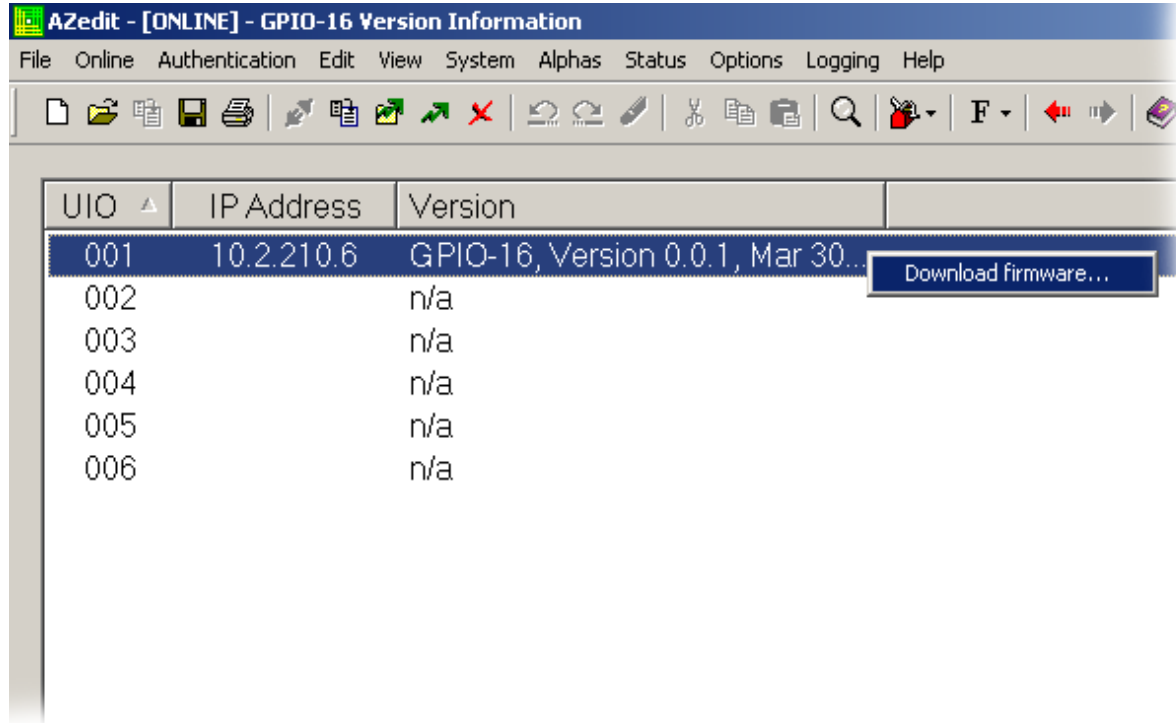 AZedit - [ONLINE] - GPIO-16 Version Information
File Online Authentication Edit View System Alphas Status Options Logging Help
F
UIO IP Address Version
001 10.2.210.6 GPIO-16, Version 0.0.1, Mar 30...
Download firmware...
002 n/a
003 n/a
004 n/a
005 n/a
006 n/a